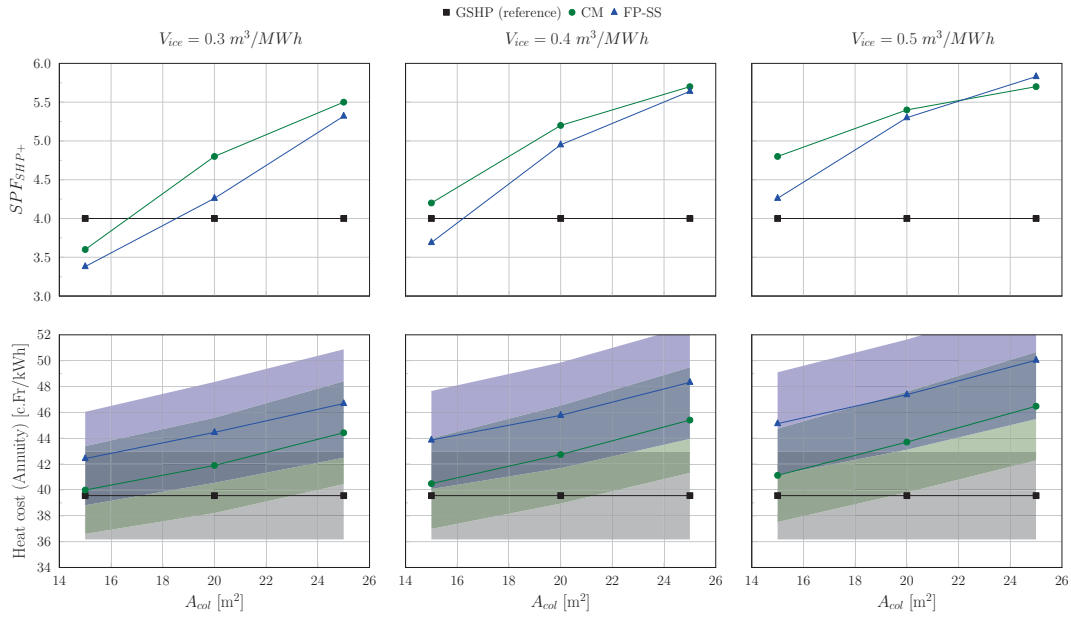 GSHP (reference) CM FP-SS
V_ice = 0.3 m³/MWh
V_ice = 0.4 m³/MWh
V_ice = 0.5 m³/MWh
SPF_SHP+
6.0
5.5
5.0
4.5
4.0
3.5
3.0
Heat cost (Annuity) [c.Fr/kWh]
52
50
48
46
44
42
40
38
36
34
14 16 18 20 22 24 26
14 16 18 20 22 24 26
14 16 18 20 22 24 26
A_col [m²]
A_col [m²]
A_col [m²]